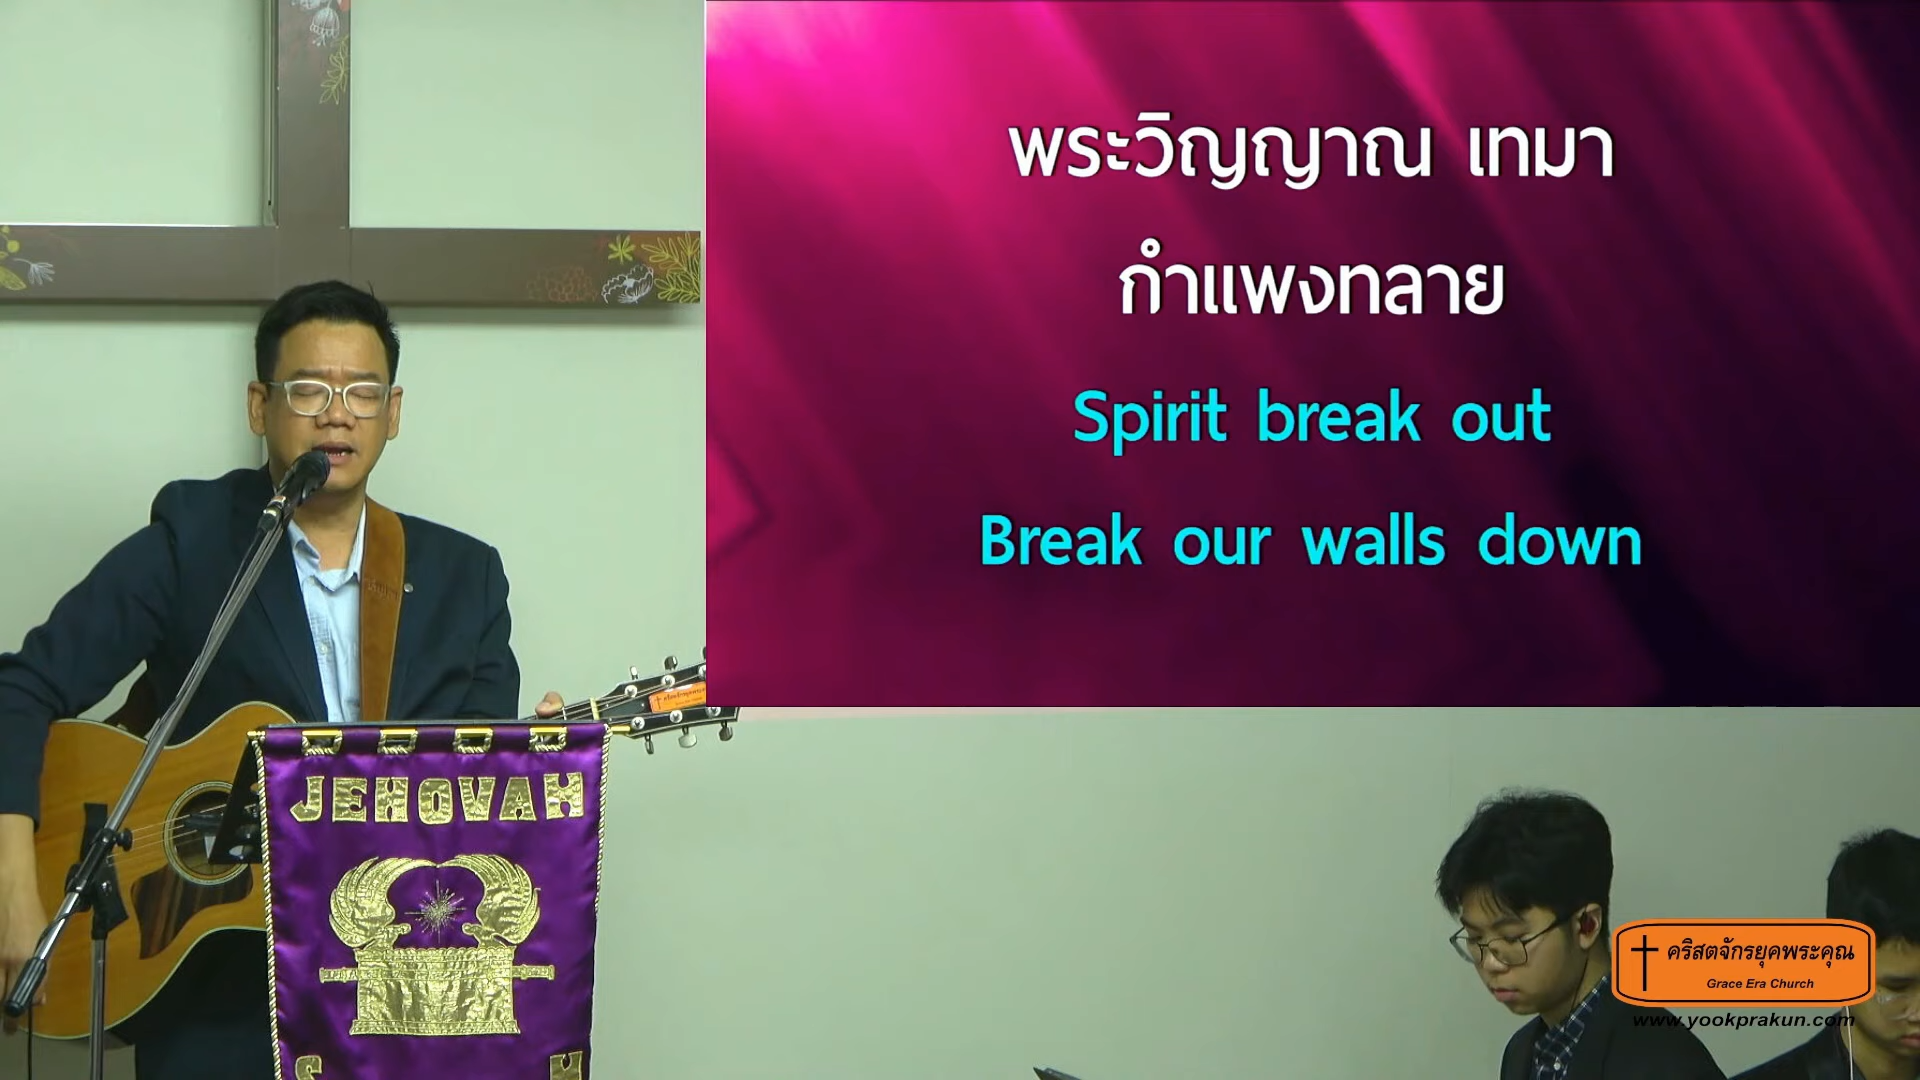 พระวิญญาณ เทมา
กำแพงทลาย
Spirit break out
Break our walls down
JEHOVAH
คริสตจักรยุคพระคุณ
Grace Era Church
www.yookprakun.com